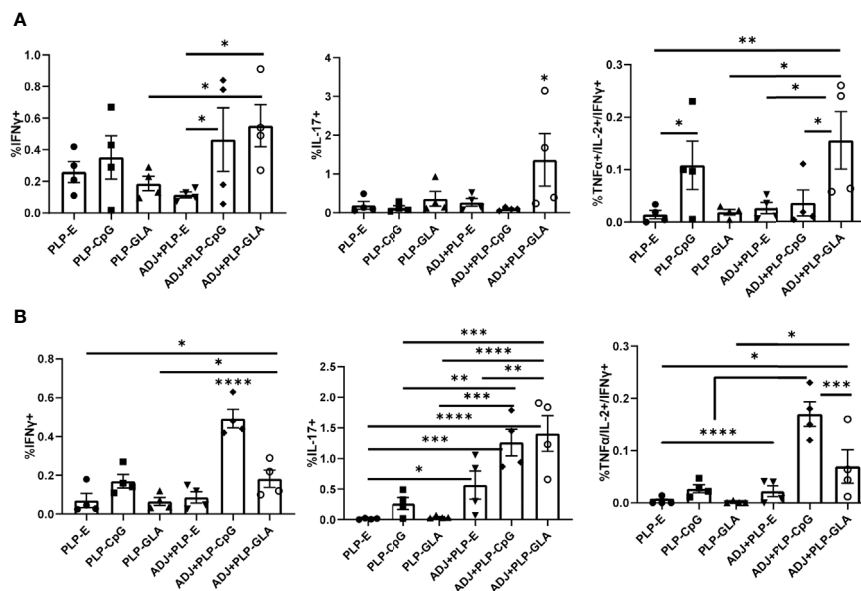 A
%IFNγ+
1.0
0.8
0.6
0.4
0.2
0.0
*
*
*
PLP-E
PLP-CpG
PLP-GLA
ADJ+PLP-E
ADJ+PLP-CpG
ADJ+PLP-GLA
%IL-17+
4
3
2
1
0
*
PLP-E
PLP-CpG
PLP-GLA
ADJ+PLP-E
ADJ+PLP-CpG
ADJ+PLP-GLA
%TNFα+/IL-2+/IFNγ+
0.3
0.2
0.1
0.0
**
*
*
*
*
PLP-E
PLP-CpG
PLP-GLA
ADJ+PLP-E
ADJ+PLP-CpG
ADJ+PLP-GLA
B
%IFNγ+
0.8
0.6
0.4
0.2
0.0
*
*
****
PLP-E
PLP-CpG
PLP-GLA
ADJ+PLP-E
ADJ+PLP-CpG
ADJ+PLP-GLA
%IL-17+
2.5
2.0
1.5
1.0
0.5
0.0
***
****
**
**
***
****
***
*
PLP-E
PLP-CpG
PLP-GLA
ADJ+PLP-E
ADJ+PLP-CpG
ADJ+PLP-GLA
%TNFα/IL-2+/IFNγ+
0.3
0.2
0.1
0.0
*
*
***
****
PLP-E
PLP-CpG
PLP-GLA
ADJ+PLP-E
ADJ+PLP-CpG
ADJ+PLP-GLA